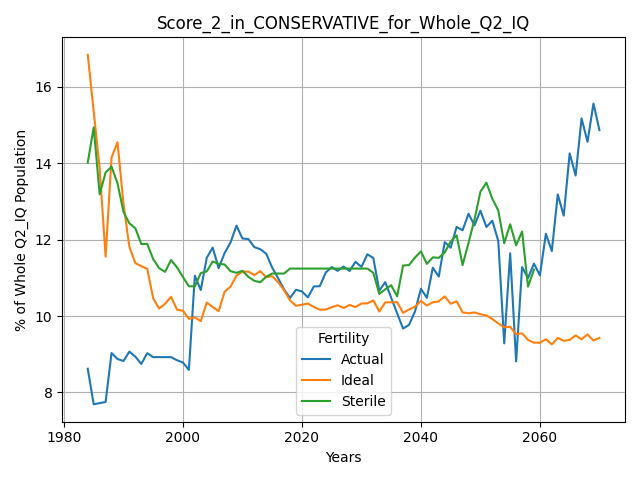 Score_2_in_CONSERVATIVE_for_Whole_Q2_IQ
% of Whole Q2_IQ Population
16
14
12
10
8
Fertility
Actual
Ideal
Sterile
1980
2000
2020
2040
2060
Years